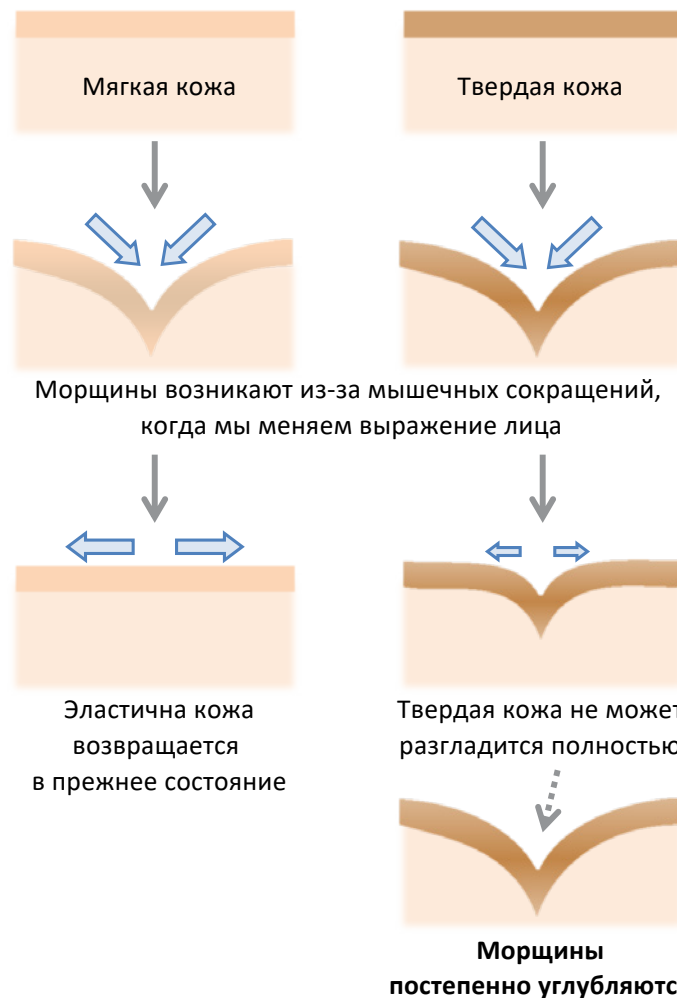 Мягкая кожа
Твердая кожа
Морщины возникают из-за мышечных сокращений,
когда мы меняем выражение лица
Эластична кожа
возвращается
в прежнее состояние
Твердая кожа не может
разгладится полностью
Морщины
постепенно углубляютс